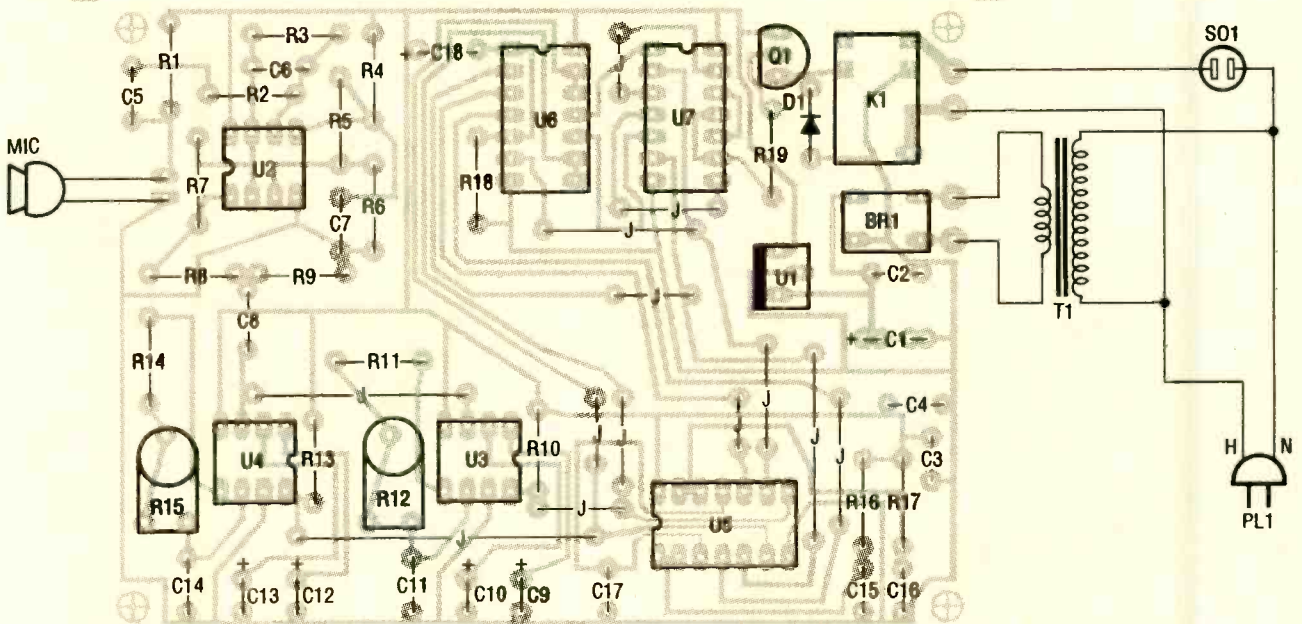 R3
SO1
R1
+ C18
J
Q1
R4
C6
C5
R2
R5
U6
U7
D1
K1
MIC
R19
U2
R7
R18
R6
C7
J
BR1
J
R8
R9
J
U1
C2
T1
C8
+ C1
R14
R11
J
J
C4
J
J
J
J
J
H
N
U4
R13
U3
R10
C3
R15
R12
J
U5
R16
R17
PL1
J
C14
+
C13
+
C12
C11
+
C10
+
C9
C17
C15
C16